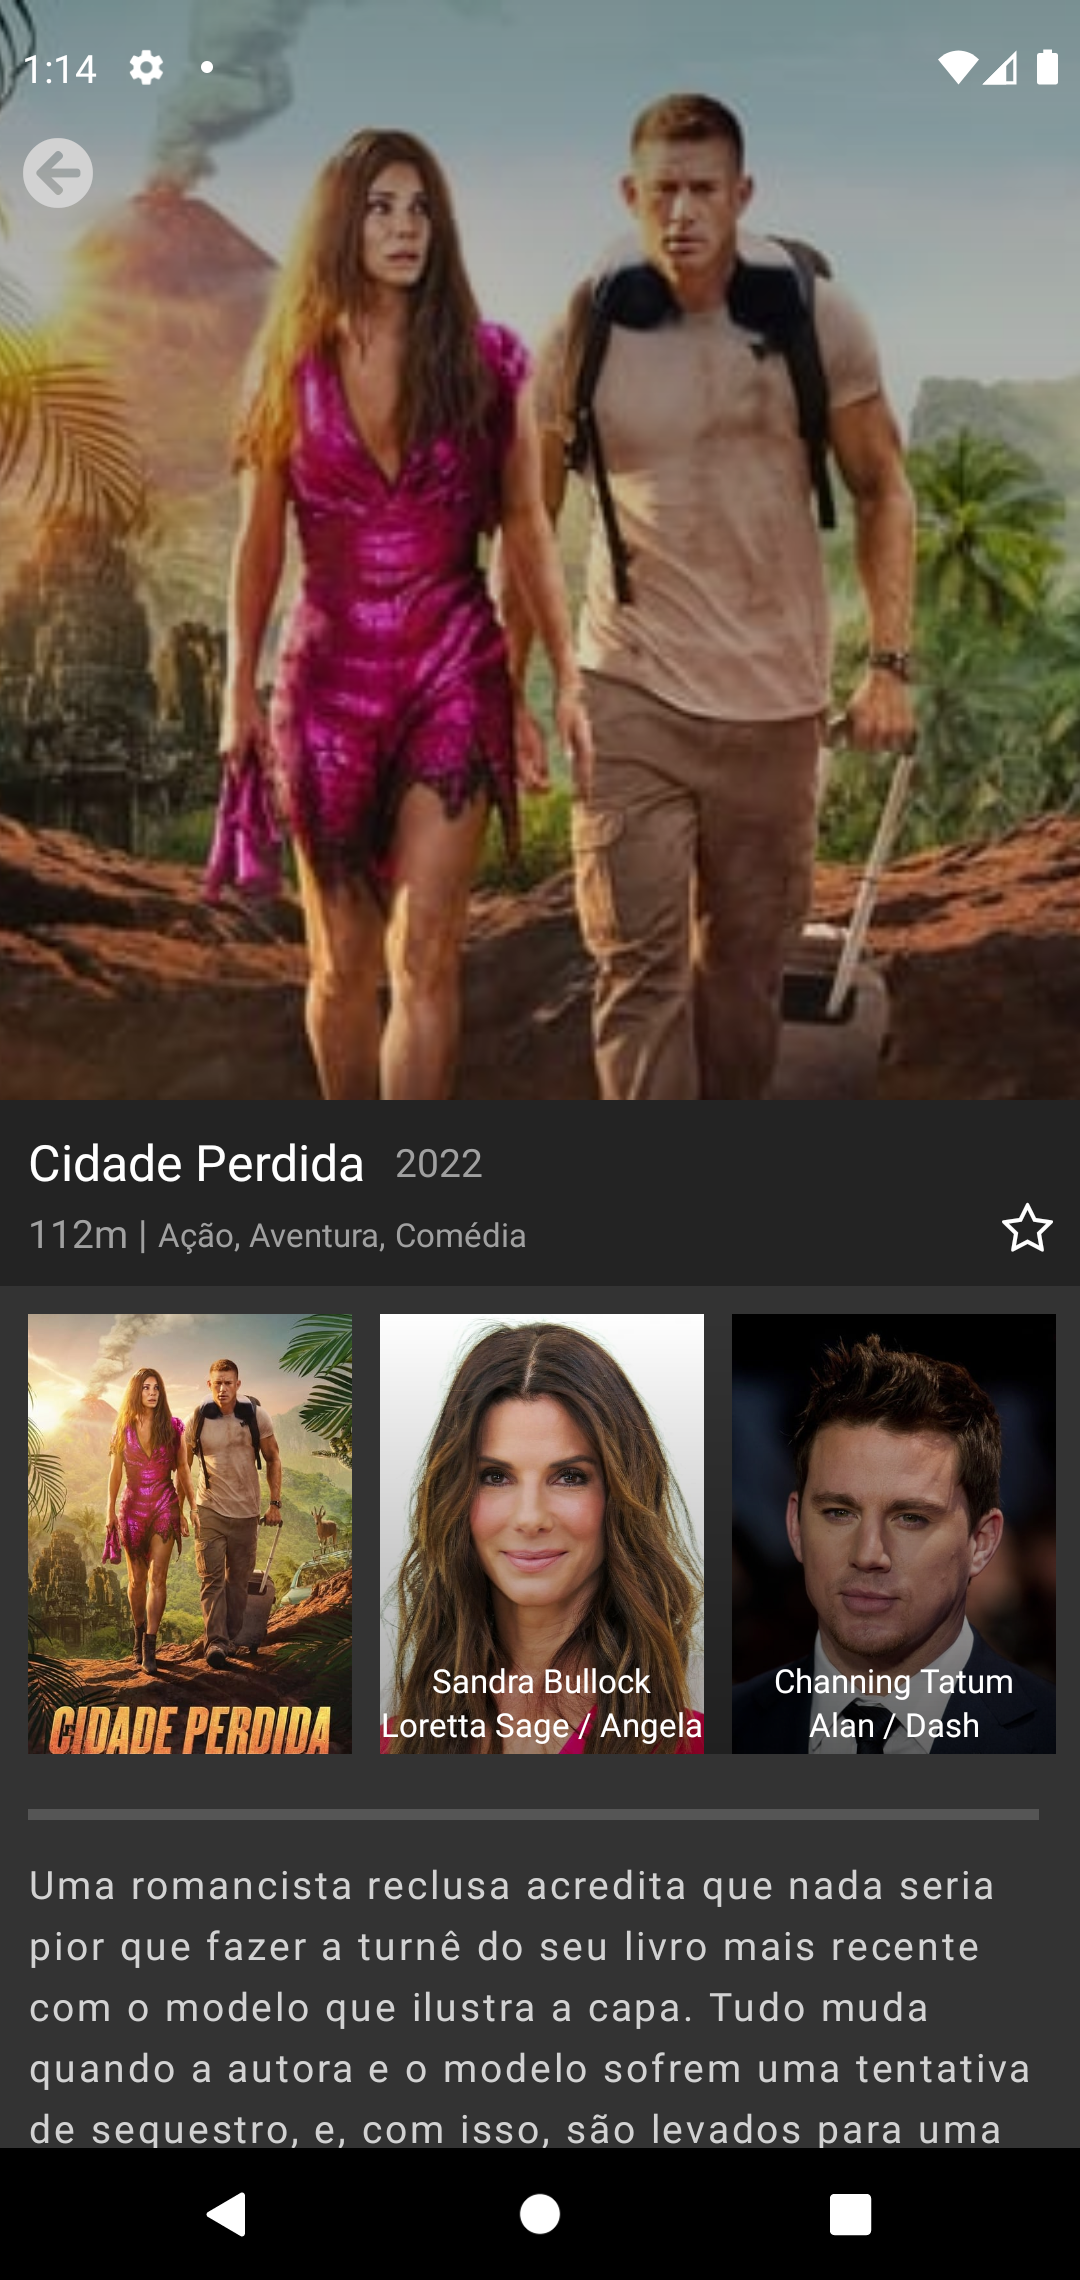 1:14
Cidade Perdida 2022
112m | Ação, Aventura, Comédia
CIDADE PERDIDA
Sandra Bullock
Loretta Sage / Angela
Channing Tatum
Alan / Dash
Uma romancista reclusa acredita que nada seria
pior que fazer a turnê do seu livro mais recente
com o modelo que ilustra a capa. Tudo muda
quando a autora e o modelo sofrem uma tentativa
de sequestro, e, com isso, são levados para uma